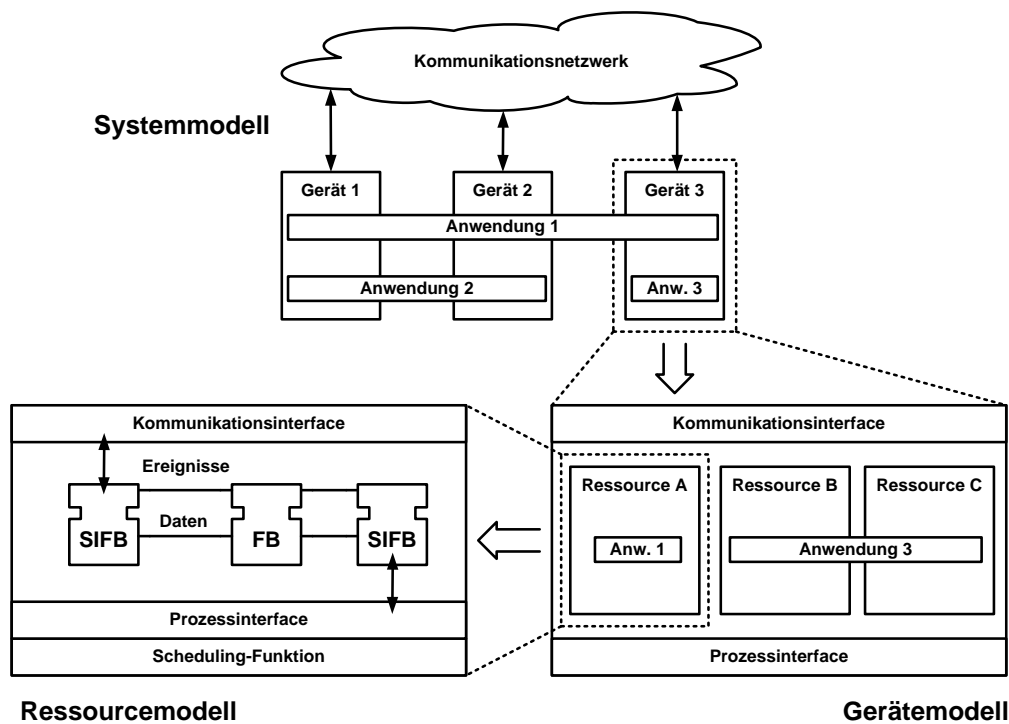 Kommunikationsnetzwerk
Systemmodell
Gerät 1
Gerät 2
Gerät 3
Anwendung 1
Anwendung 2
Anw. 3
Kommunikationsinterface
Ereignisse
SIFB
Daten
FB
SIFB
Prozessinterface
Scheduling-Funktion
Ressourcemodell
Kommunikationsinterface
Ressource A
Ressource B
Ressource C
Anw. 1
Anwendung 3
Prozessinterface
Gerätemodell